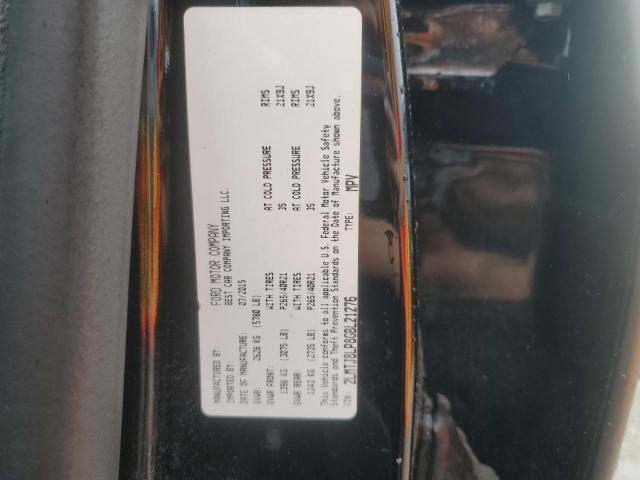 MANUFACTURED BY: FORD MOTOR COMPANY
IMPORTED BY: BEST CAR COMPANY IMPORTING LLC.
DATE: 07/2015
GVWR: 2628 KG (5780 LB)
GVWR FRONT: WITH TIRES AT COLD PRESSURE RIMS
1398 KG (3075 LB) P265/40R21 35 21X9J
GVWR REAR: WITH TIRES AT COLD PRESSURE RIMS
1243 KG (2735 LB) P265/40R21 35 21X9J
This Vehicle conforms to all applicable U.S. Federal Motor Vehicle Safety
Standards and Theft Prevention Standards on the Date of Manufacture shown above.
VIN: 2LMTJ8LP8GBL21276 TYPE: MPV